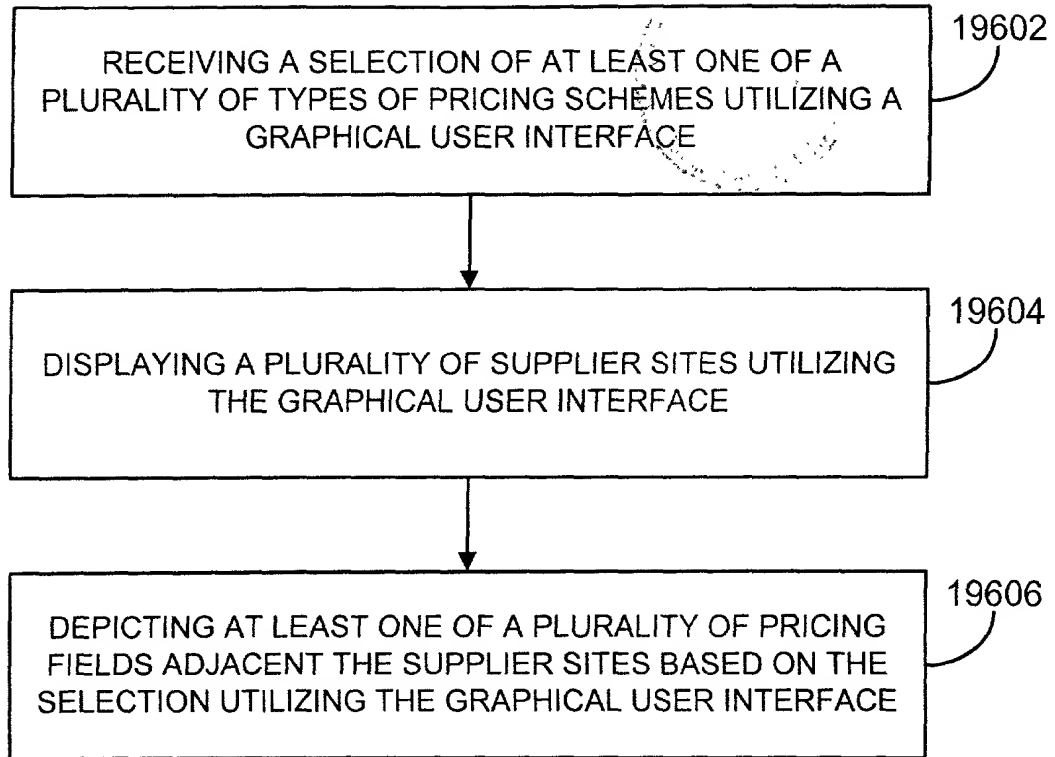 19602
RECEIVING A SELECTION OF AT LEAST ONE OF A
PLURALITY OF TYPES OF PRICING SCHEMES UTILIZING A
GRAPHICAL USER INTERFACE
19604
DISPLAYING A PLURALITY OF SUPPLIER SITES UTILIZING
THE GRAPHICAL USER INTERFACE
19606
DEPICTING AT LEAST ONE OF A PLURALITY OF PRICING
FIELDS ADJACENT THE SUPPLIER SITES BASED ON THE
SELECTION UTILIZING THE GRAPHICAL USER INTERFACE